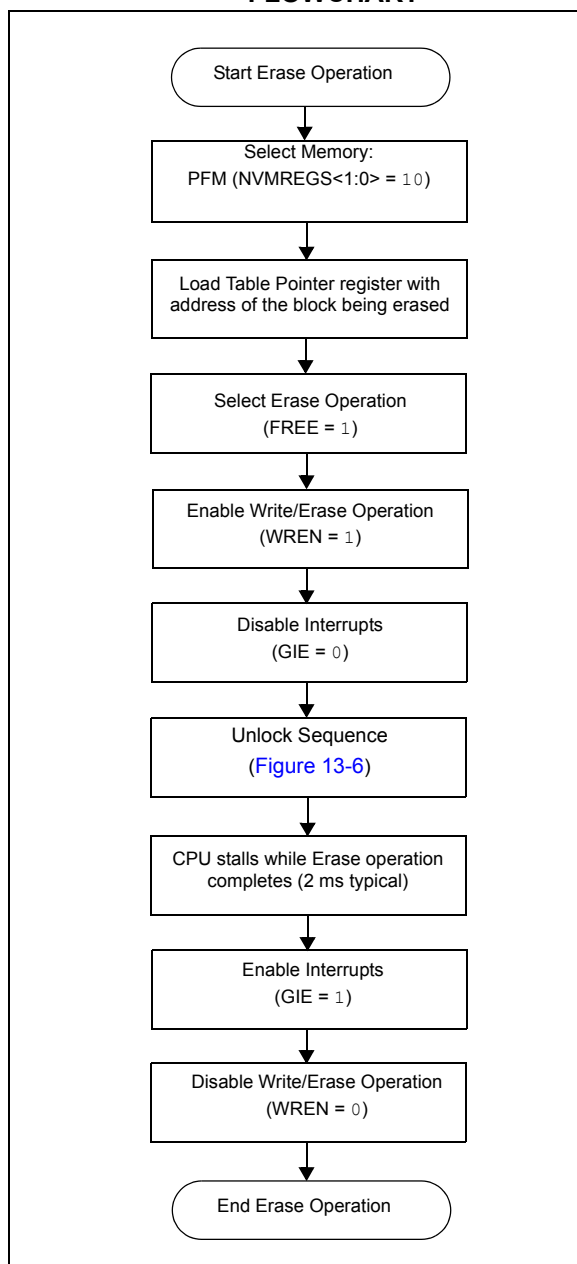 FLOWCHART
Start Erase Operation
Select Memory:
PFM (NVMREGS<1:0> = 10)
Load Table Pointer register with
address of the block being erased
Select Erase Operation
(FREE = 1)
Enable Write/Erase Operation
(WREN = 1)
Disable Interrupts
(GIE = 0)
Unlock Sequence
(Figure 13-6)
CPU stalls while Erase operation
completes (2 ms typical)
Enable Interrupts
(GIE = 1)
Disable Write/Erase Operation
(WREN = 0)
End Erase Operation